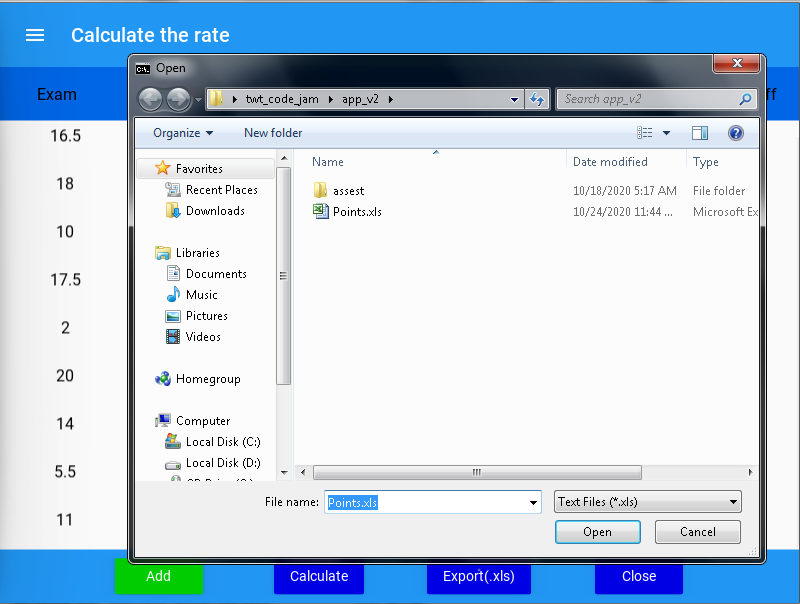 Calculate the rate
Open
twt_code_jam app_v2
Search app_v2
Exam
ff
Organize New folder
16.5
18
10
17.5
2
20
14
5.5
11
Favorites
Recent Places
Downloads
Libraries
Documents
Music
Pictures
Videos
Homegroup
Computer
Local Disk (C:)
Local Disk (D:)
Name Date modified Type
assest 10/18/2020 5:17 AM File folder
Points.xls 10/24/2020 11:44 ... Microsoft Ex
File name: Points.xls Text Files (*.xls)
Open Cancel
Add Calculate Export(.xls) Close